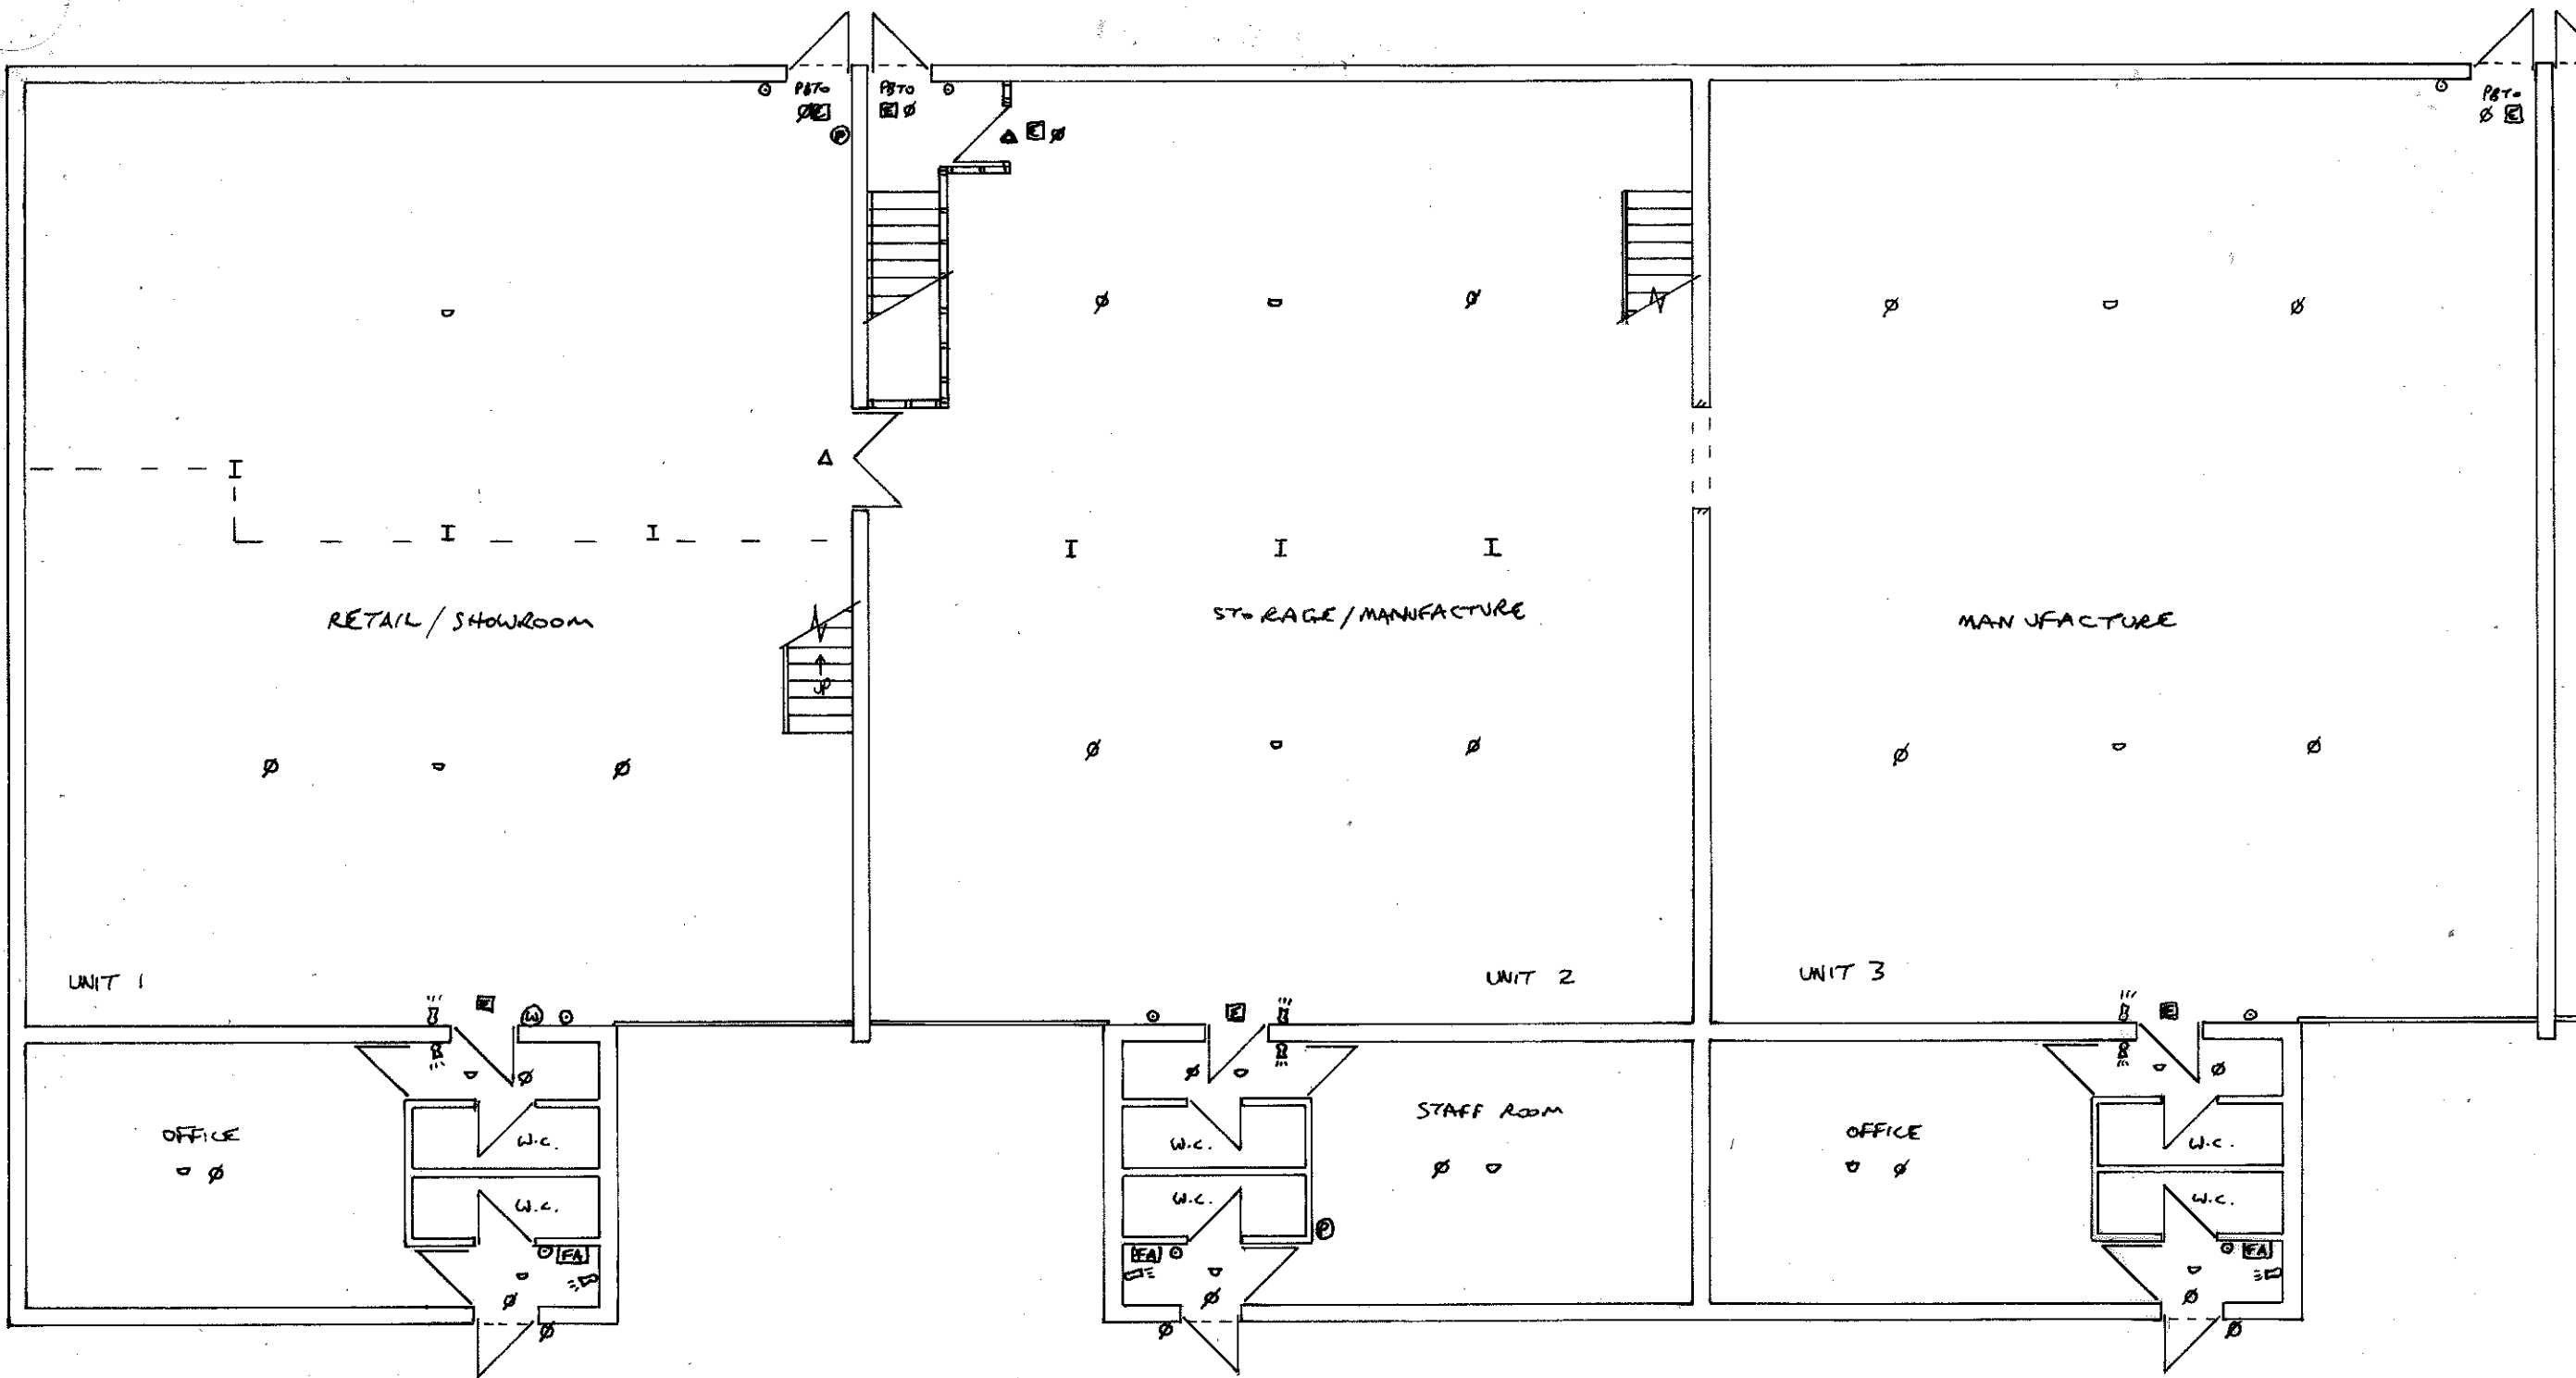 PBTO
PBTO
PBTO
E
E
E
E
P
RETAIL / SHOWROOM
STORAGE / MANUFACTURE
MANUFACTURE
UP
UNIT 1
UNIT 2
UNIT 3
E
W
E
E
OFFICE
W.C.
W.C.
FA
W.C.
W.C.
FA
STAFF ROOM
P
OFFICE
W.C.
W.C.
FA